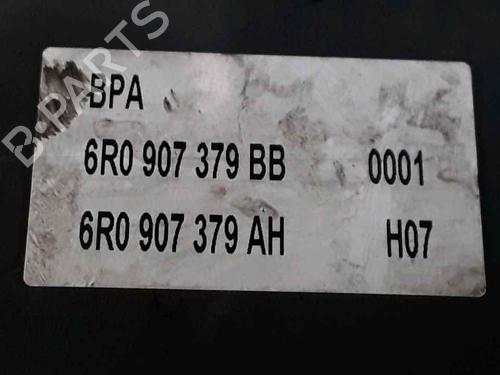 B-PARTS
BPA
6R0 907 379 BB 0001
6R0 907 379 AH H07